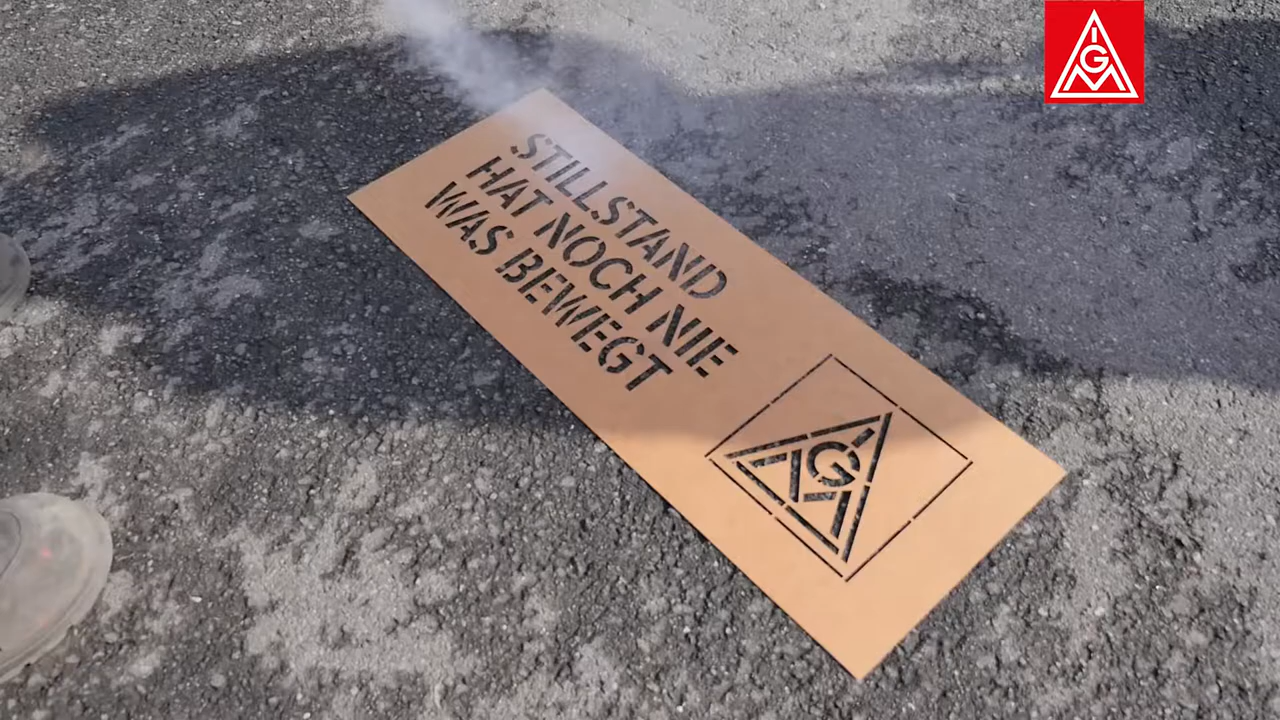 STILLSTAND
HAT NOCH NIE
WAS BEWEGT
IGM
IGM